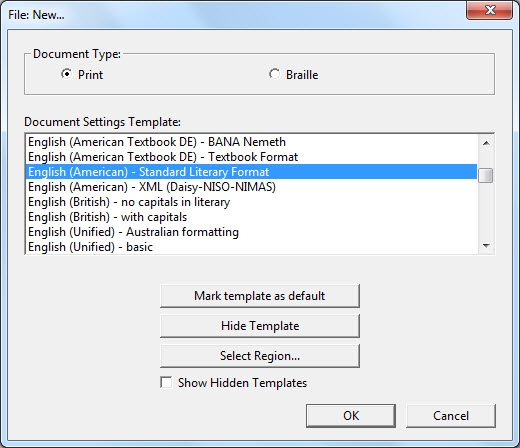 File: New...
Document Type:
Print Braille
Document Settings Template:
English (American Textbook DE) - BANA Nemeth
English (American Textbook DE) - Textbook Format
English (American) - Standard Literary Format
English (American) - XML (Daisy-NISO-NIMAS)
English (British) - no capitals in literary
English (British) - with capitals
English (Unified) - Australian formatting
English (Unified) - basic
Mark template as default
Hide Template
Select Region...
Show Hidden Templates
OK Cancel